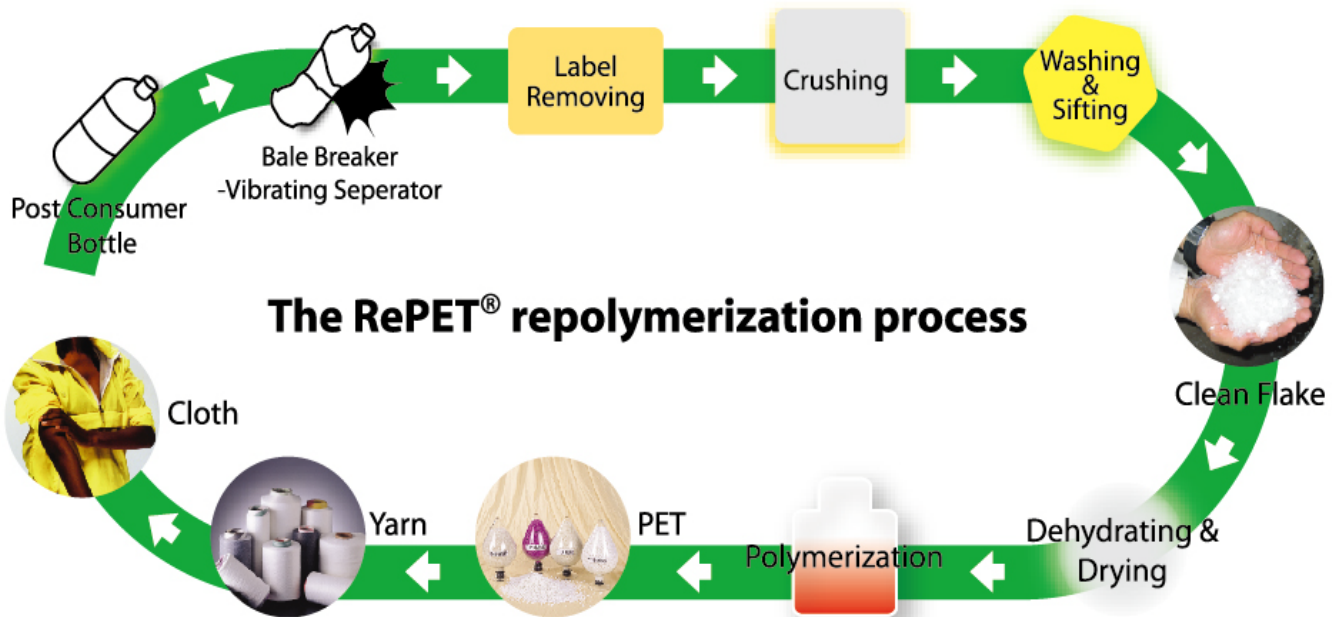 Post Consumer
Bottle
Bale Breaker
-Vibrating Seperator
Label
Removing
Crushing
Washing
&
Sifting
The RePET® repolymerization process
Clean Flake
Dehydrating &
Drying
Polymerization
PET
Yarn
Cloth